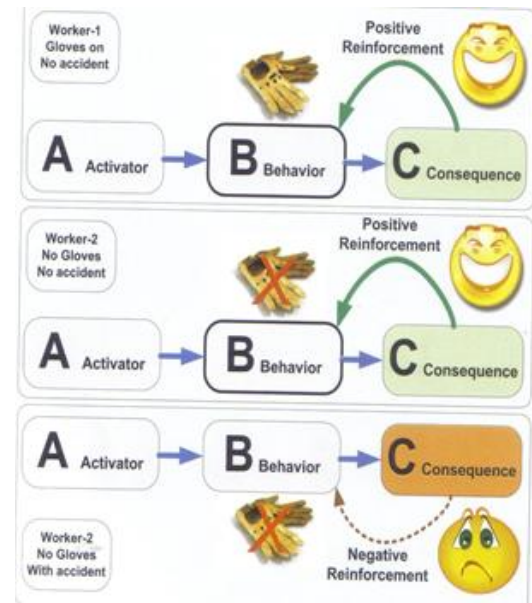 Worker-1
Gloves on
No accident
Positive
Reinforcement
A Activator
B Behavior
C Consequence
Worker-2
No Gloves
No accident
Positive
Reinforcement
A Activator
B Behavior
C Consequence
A Activator
B Behavior
C Consequence
Worker-2
No Gloves
With accident
Negative
Reinforcement